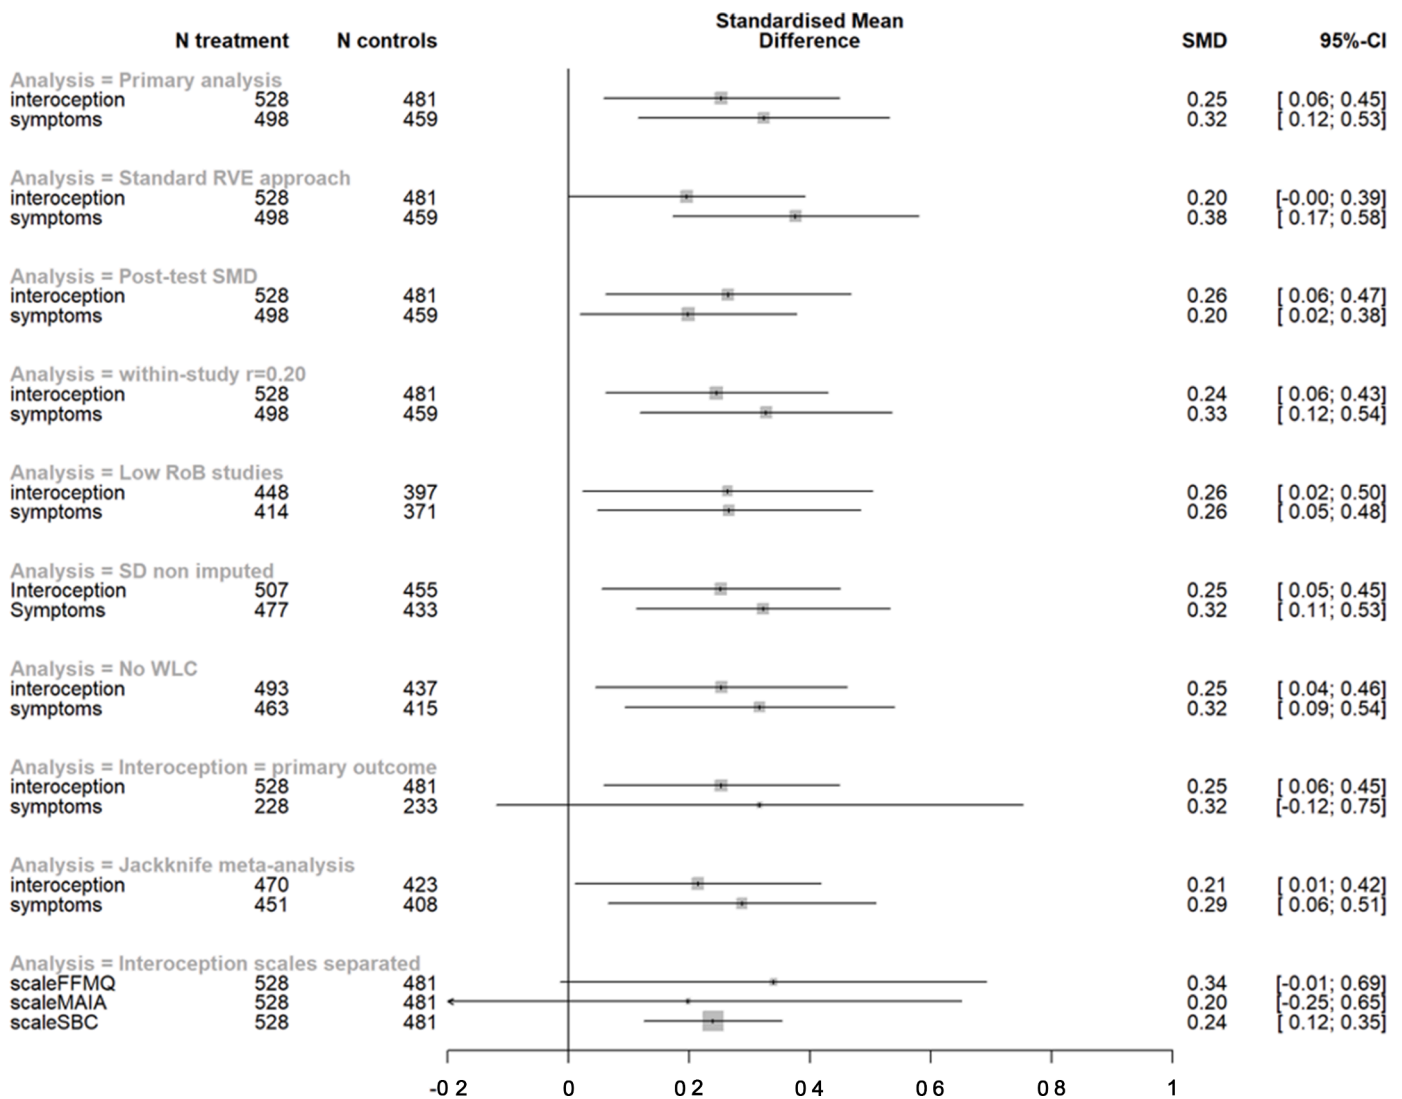 Standardised Mean
N treatment N controls Difference SMD 95%-CI
Analysis = Primary analysis
interoception 528 481 0.25 [ 0.06; 0.45]
symptoms 498 459 0.32 [ 0.12; 0.53]
Analysis = Standard RVE approach
interoception 528 481 0.20 [-0.00; 0.39]
symptoms 498 459 0.38 [ 0.17; 0.58]
Analysis = Post-test SMD
interoception 528 481 0.26 [ 0.06; 0.47]
symptoms 498 459 0.20 [ 0.02; 0.38]
Analysis = within-study r=0.20
interoception 528 481 0.24 [ 0.06; 0.43]
symptoms 498 459 0.33 [ 0.12; 0.54]
Analysis = Low RoB studies
interoception 448 397 0.26 [ 0.02; 0.50]
symptoms 414 371 0.26 [ 0.05; 0.48]
Analysis = SD non imputed
Interoception 507 455 0.25 [ 0.05; 0.45]
Symptoms 477 433 0.32 [ 0.11; 0.53]
Analysis = No WLC
interoception 493 437 0.25 [ 0.04; 0.46]
symptoms 463 415 0.32 [ 0.09; 0.54]
Analysis = Interoception = primary outcome
interoception 528 481 0.25 [ 0.06; 0.45]
symptoms 228 233 0.32 [-0.12; 0.75]
Analysis = Jackknife meta-analysis
interoception 470 423 0.21 [ 0.01; 0.42]
symptoms 451 408 0.29 [ 0.06; 0.51]
Analysis = Interoception scales separated
scaleFFMQ 528 481 0.34 [-0.01; 0.69]
scaleMAIA 528 481 0.20 [-0.25; 0.65]
scaleSBC 528 481 0.24 [ 0.12; 0.35]
-0 2 0 0 2 0 4 0 6 0 8 1